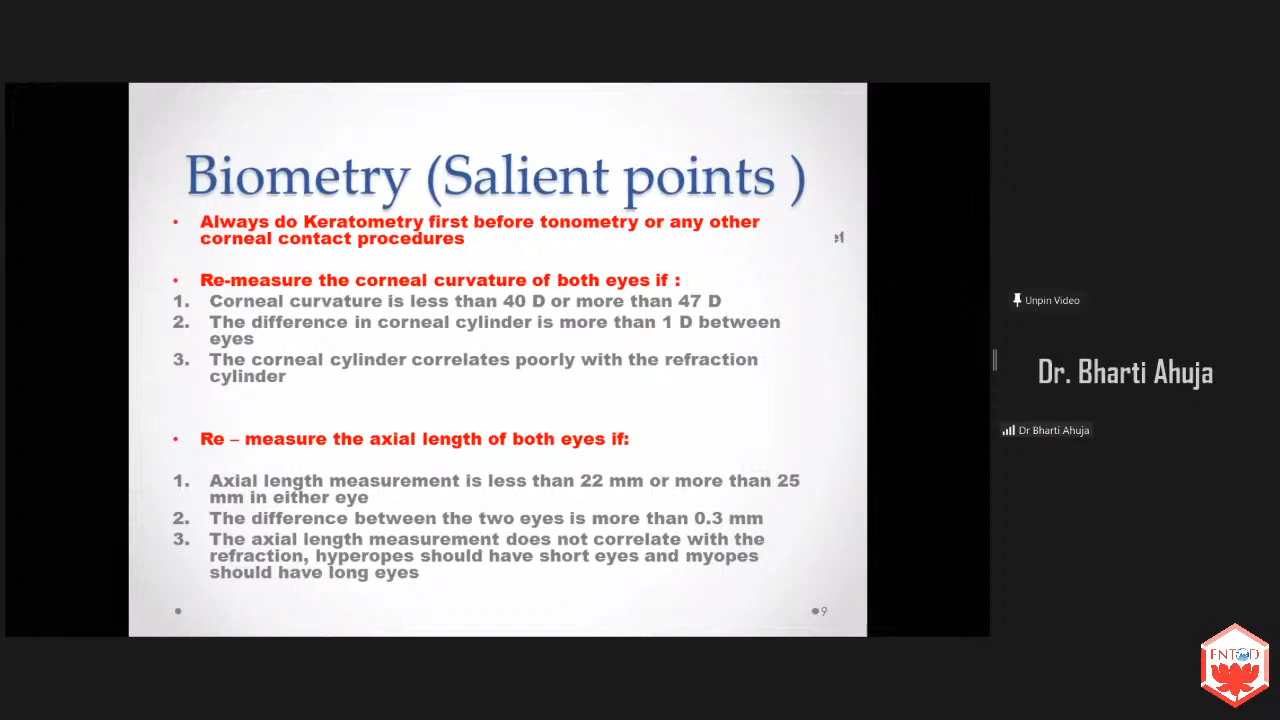 Biometry (Salient points )
• Always do Keratometry first before tonometry or any other
corneal contact procedures
• Re-measure the corneal curvature of both eyes if :
1. Corneal curvature is less than 40 D or more than 47 D
2. The difference in corneal cylinder is more than 1 D between
eyes
3. The corneal cylinder correlates poorly with the refraction
cylinder
• Re – measure the axial length of both eyes if:
1. Axial length measurement is less than 22 mm or more than 25
mm in either eye
2. The difference between the two eyes is more than 0.3 mm
3. The axial length measurement does not correlate with the
refraction, hyperopes should have short eyes and myopes
should have long eyes
9
Unpin Video
Dr. Bharti Ahuja
Dr Bharti Ahuja
ENTOD